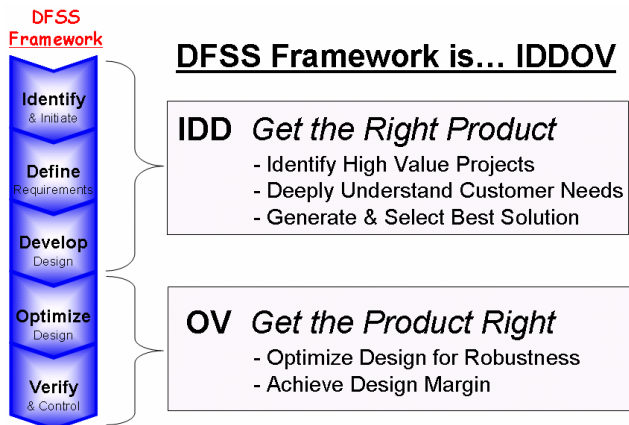 DFSS
Framework
Identify
& Initiate
Define
Requirements
Develop
Design
Optimize
Design
Verify
& Control
DFSS Framework is... IDDOV
IDD Get the Right Product
- Identify High Value Projects
- Deeply Understand Customer Needs
- Generate & Select Best Solution
OV Get the Product Right
- Optimize Design for Robustness
- Achieve Design Margin